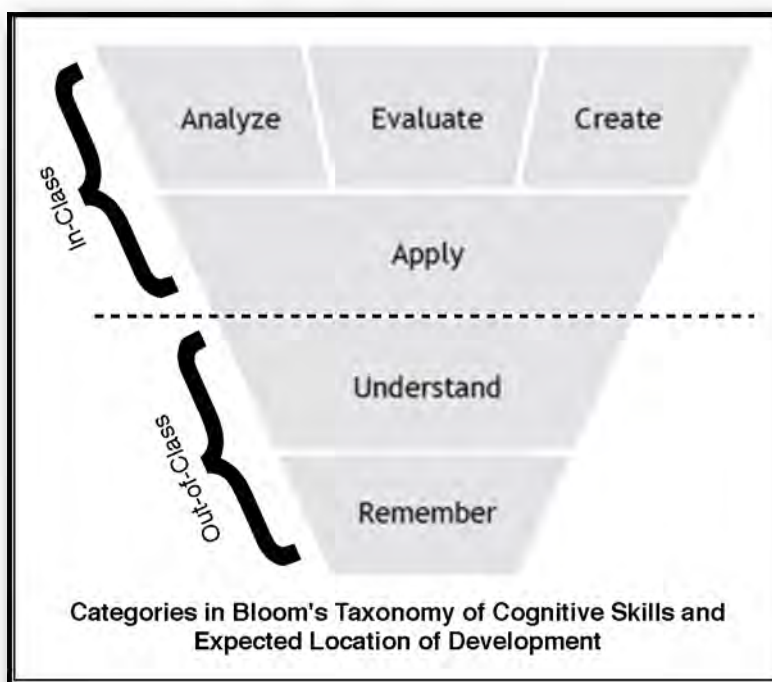 Analyze Evaluate Create
In-Class
Apply
Understand
Out-of-Class
Remember
Categories in Bloom's Taxonomy of Cognitive Skills and
Expected Location of Development